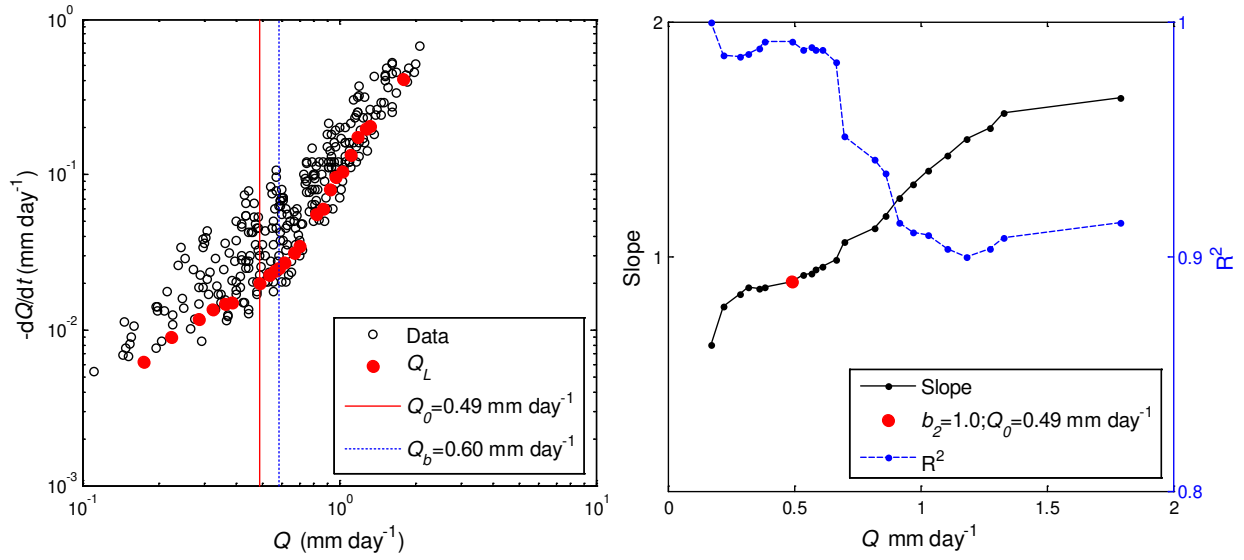 10^0
10^-1
10^-2
10^-3
-dQ/dt (mm day^-1)
10^-1
10^0
10^1
Q (mm day^-1)
Data
Q_L
Q_0=0.49 mm day^-1
Q_b=0.60 mm day^-1
2
1
Slope
0
0.5
1
1.5
2
Q mm day^-1
1
0.9
0.8
R^2
Slope
b_2=1.0;Q_0=0.49 mm day^-1
R^2